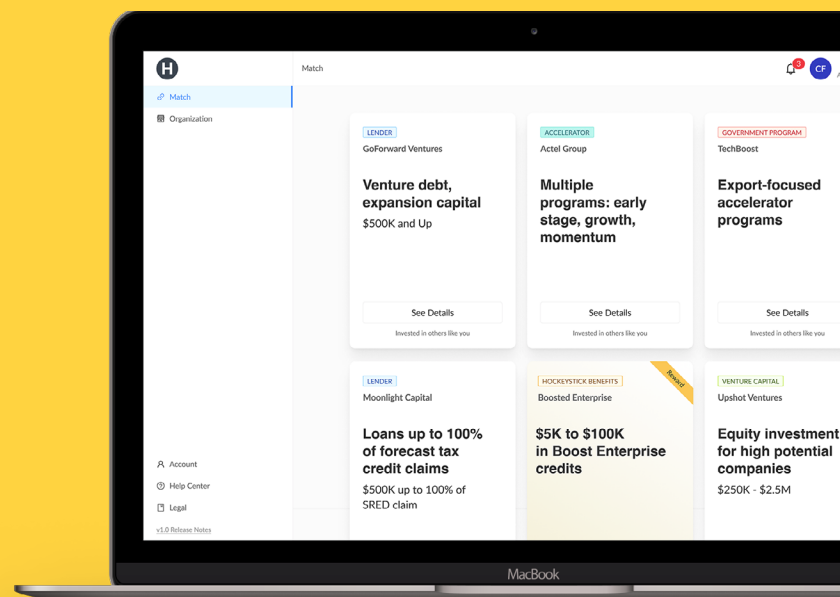 H
Match
3
CF
Match
Organization
LENDER
GoForward Ventures
Venture debt,
expansion capital
$500K and Up
See Details
Invested in others like you
ACCELERATOR
Actel Group
Multiple
programs: early
stage, growth,
momentum
See Details
Invested in others like you
GOVERNMENT PROGRAM
TechBoost
Export-focused
accelerator
programs
See Details
Invested in others like you
LENDER
Moonlight Capital
Loans up to 100%
of forecast tax
credit claims
$500K up to 100% of
SRED claim
Reward
HOCKEYSTICK BENEFITS
Boosted Enterprise
$5K to $100K
in Boost Enterprise
credits
VENTURE CAPITAL
Upshot Ventures
Equity investment
for high potential
companies
$250K - $2.5M
Account
Help Center
Legal
v1.0 Release Notes
MacBook